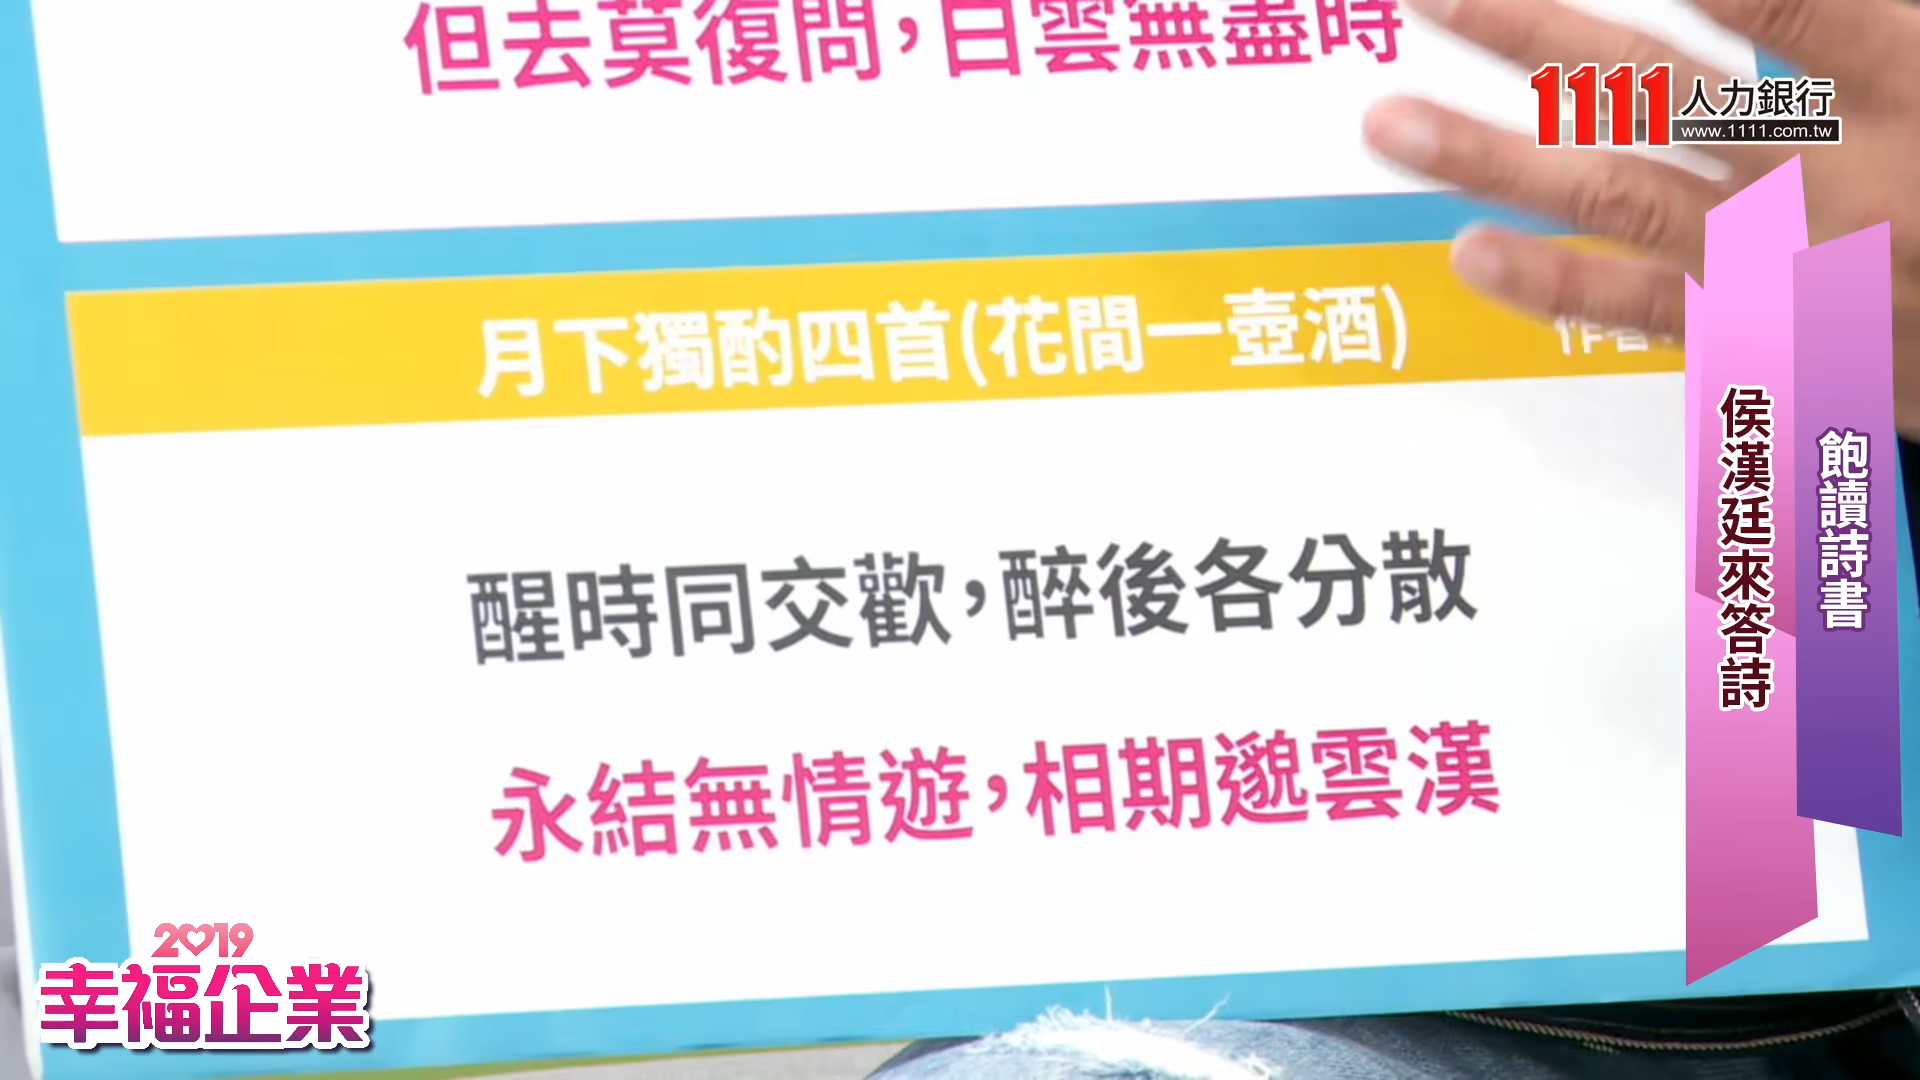 但去莫復問,白雲無盡時
1111人力銀行
www.1111.com.tw
月下獨酌四首(花間一壺酒)
作者
醒時同交歡,醉後各分散
永結無情遊,相期邈雲漢
飽讀詩書
侯漢廷來答詩
2019
幸福企業